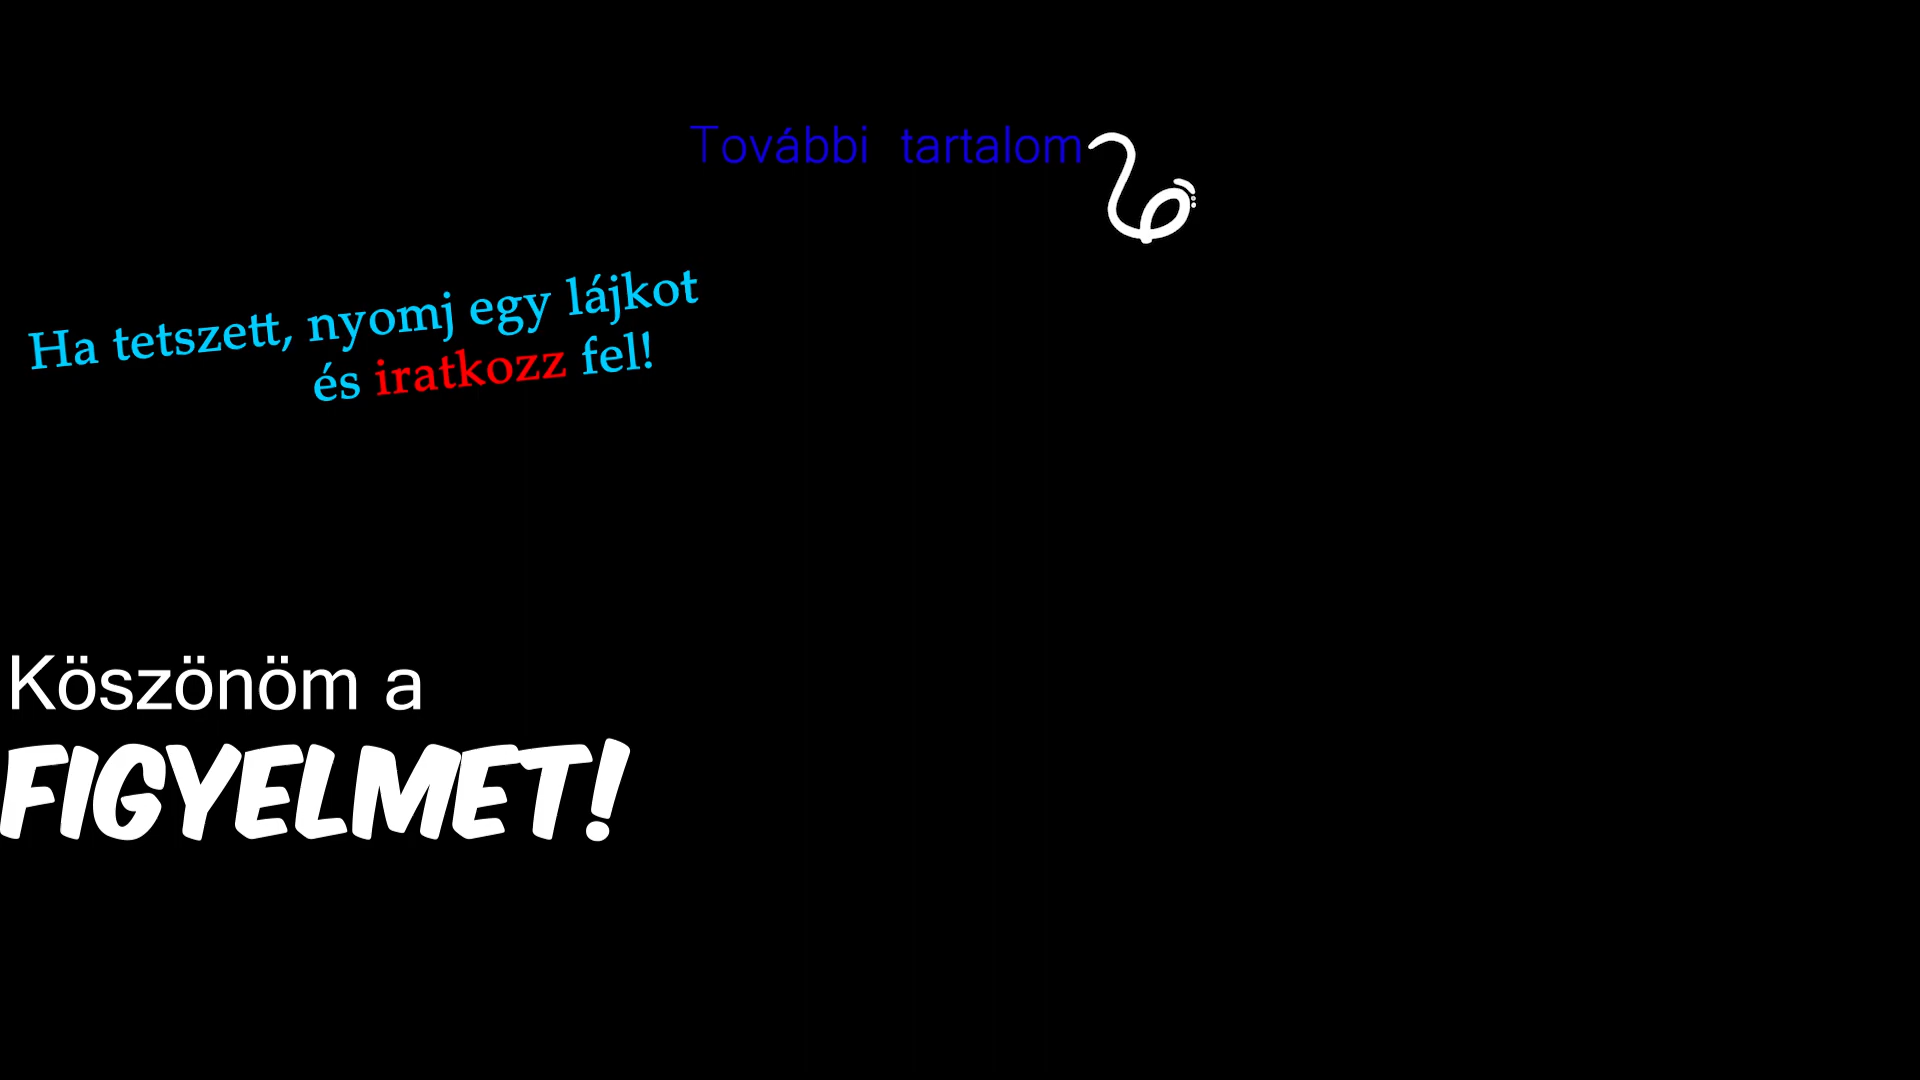 További tartalom
Ha tetszett, nyomj egy lájkot
és iratkozz fel!
Köszönöm a
FIGYELMET!